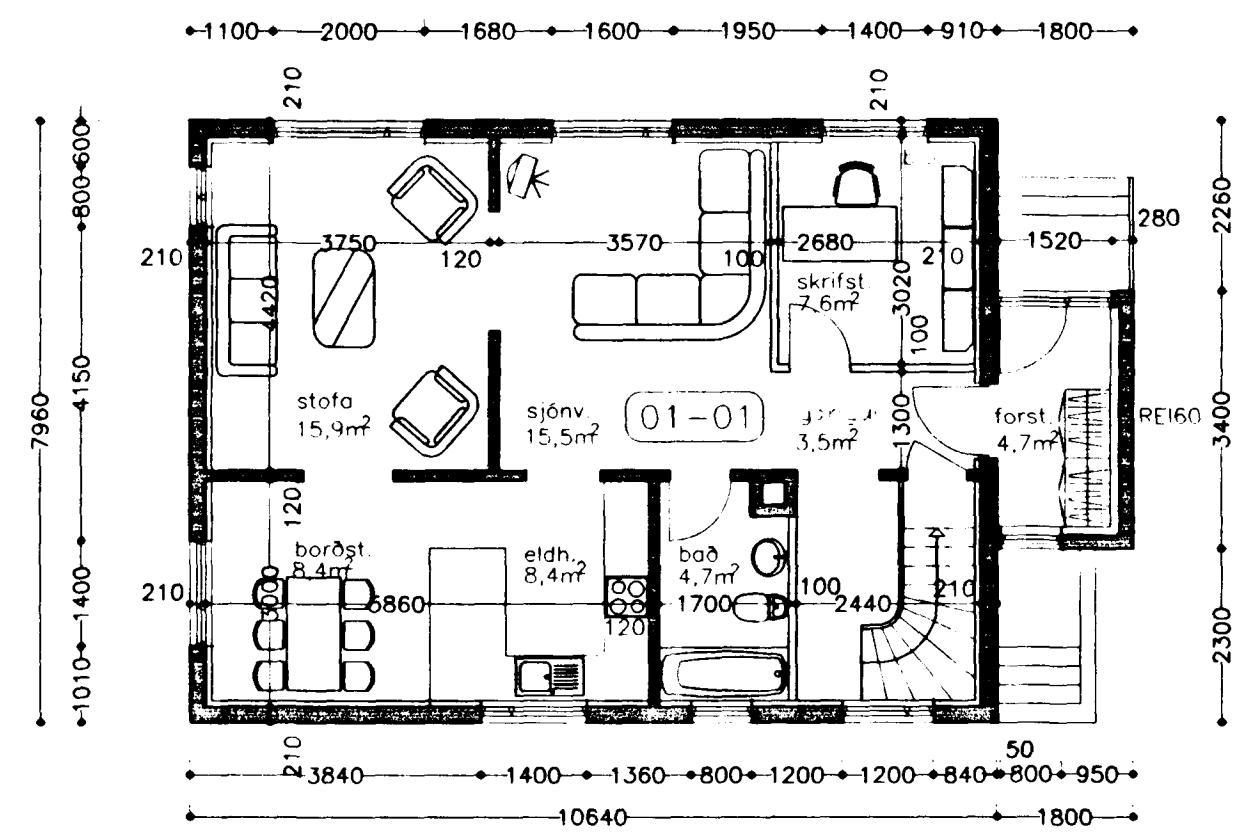 1100 2000 1680 1600 1950 1400 910 1800
210
210
600
800
4150
1400
1010
7960
2260
3400
2300
280
210 3750 120 3570 100 2680 210 1520
4420
3020
100
skrifst.
7,6m²
stofa
15,9m²
sjónv.
15,5m²
01-01
3,5m²
1300
forst.
4,7m²
REI60
120
borðst.
8,4m²
eldh.
8,4m²
bað
4,7m²
210 5860 120 1700 100 2440 210
210
50
3840 1400 1360 800 1200 1200 840 800 950
10640 1800